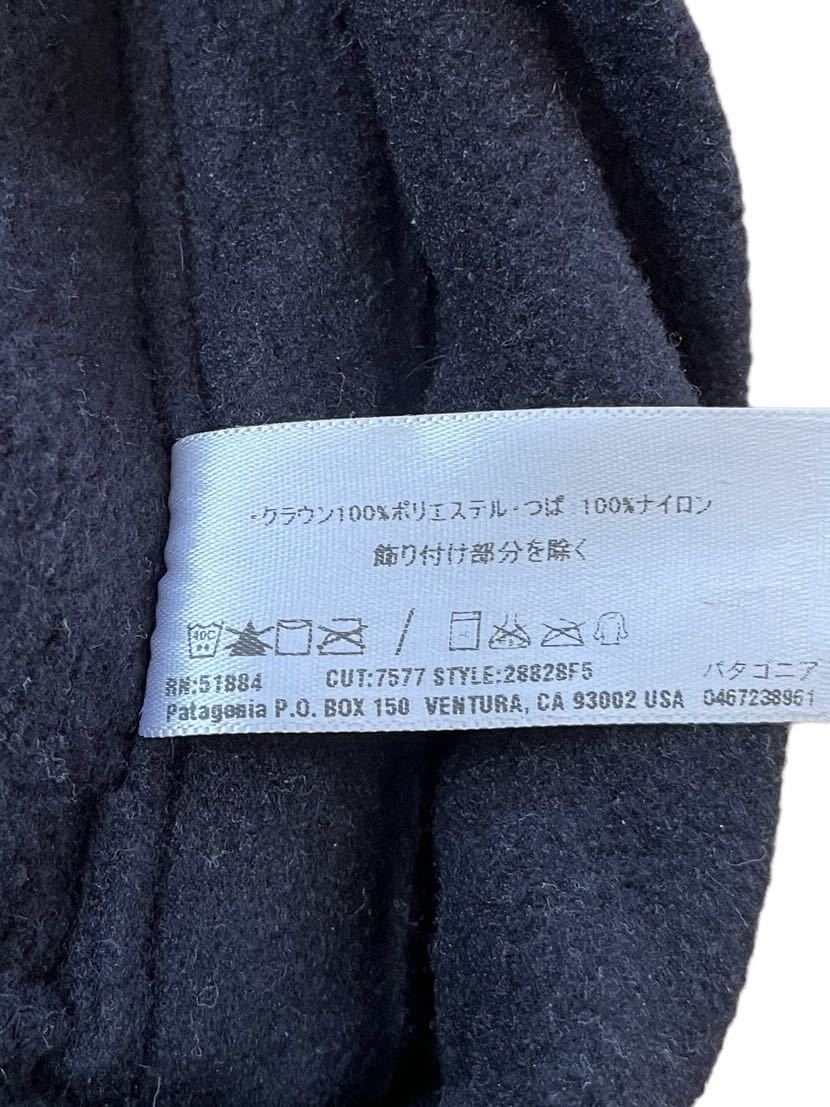 ・クラウン100%ポリエステル・つば 100%ナイロン
飾り付け部分を除く
40C
RN:51884 CUT:7577 STYLE:28828F5 パタゴニア
Patagonia P.O. BOX 150 VENTURA, CA 93002 USA 0467238961